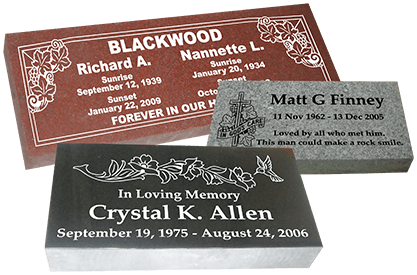 BLACKWOOD
Richard A. Nannette L.
Sunrise Sunrise
September 12, 1939 January 20, 1934
Sunset Sunset
January 22, 2009
FOREVER IN OUR
Matt G Finney
11 Nov 1962 - 13 Dec 2005
Loved by all who met him.
This man could make a rock smile.
In Loving Memory
Crystal K. Allen
September 19, 1975 - August 24, 2006